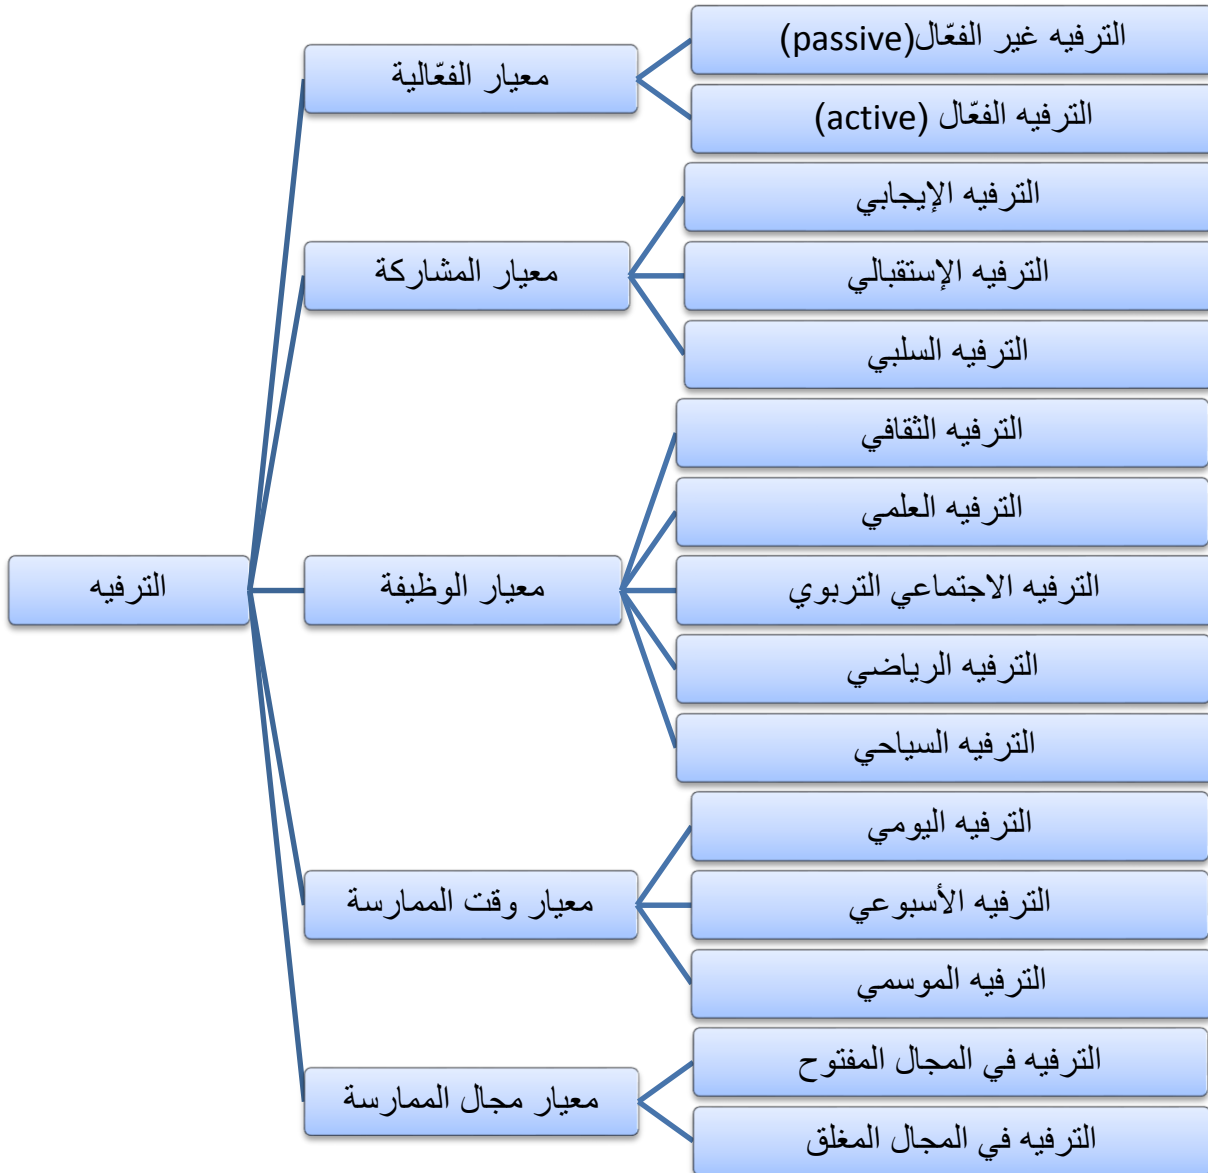 الترفيه
معيار الفعّالية
الترفيه غير الفعّال(passive)
الترفيه الفعّال (active)
معيار المشاركة
الترفيه الإيجابي
الترفيه الإستقبالي
الترفيه السلبي
معيار الوظيفة
الترفيه الثقافي
الترفيه العلمي
الترفيه الاجتماعي التربوي
الترفيه الرياضي
الترفيه السياحي
معيار وقت الممارسة
الترفيه اليومي
الترفيه الأسبوعي
الترفيه الموسمي
معيار مجال الممارسة
الترفيه في المجال المفتوح
الترفيه في المجال المغلق